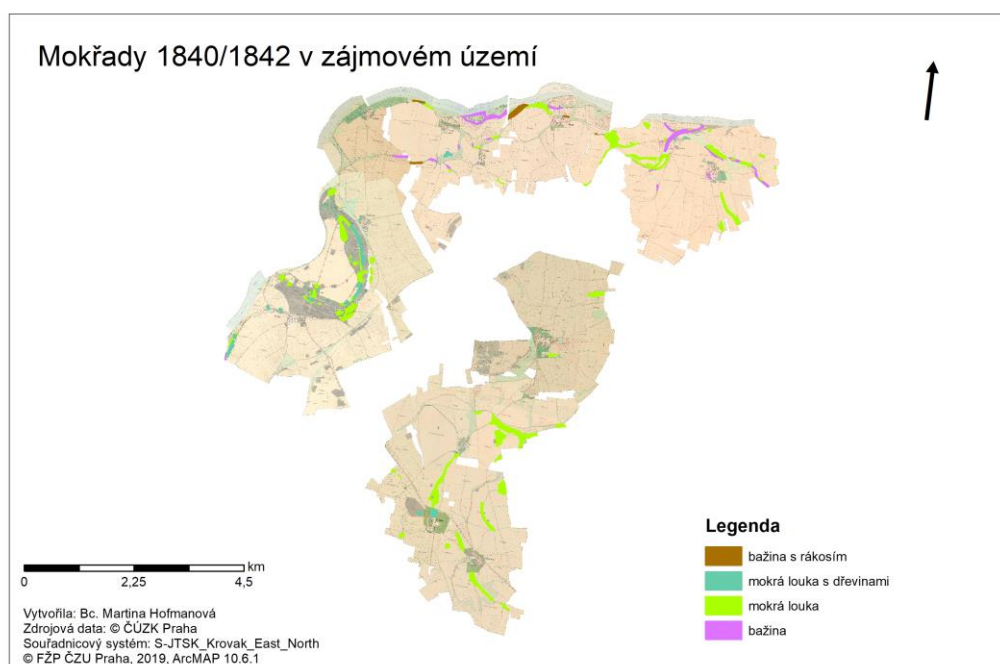 Mokřady 1840/1842 v zájmovém území
Legenda
bažina s rákosím
mokrá louka s dřevinami
mokrá louka
bažina
km
0 2,25 4,5
Vytvořila: Bc. Martina Hofmanová
Zdrojová data: © ČÚZK Praha
Souřadnicový systém: S-JTSK_Krovak_East_North
© FŽP ČZU Praha, 2019, ArcMAP 10.6.1